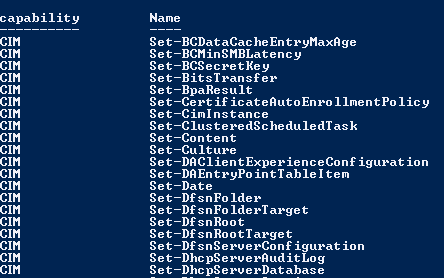 capability Name
---------- ----
CIM Set-BCDataCacheEntryMaxAge
CIM Set-BCMinSMBLatency
CIM Set-BCSecretKey
CIM Set-BitsTransfer
CIM Set-BpaResult
CIM Set-CertificateAutoEnrollmentPolicy
CIM Set-CimInstance
CIM Set-ClusteredScheduledTask
CIM Set-Content
CIM Set-Culture
CIM Set-DAClientExperienceConfiguration
CIM Set-DAEntryPointTableItem
CIM Set-Date
CIM Set-DfsnFolder
CIM Set-DfsnFolderTarget
CIM Set-DfsnRoot
CIM Set-DfsnRootTarget
CIM Set-DfsnServerConfiguration
CIM Set-DhcpServerAuditLog
CIM Set-DhcpServerDatabase